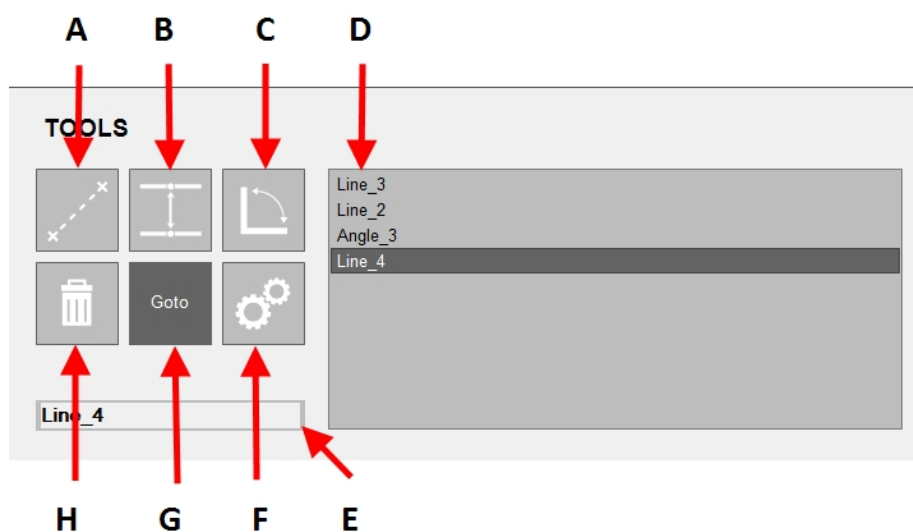 A B C D
TOOLS
Line_3
Line_2
Angle_3
Line_4
Goto
Line_4
H G F E